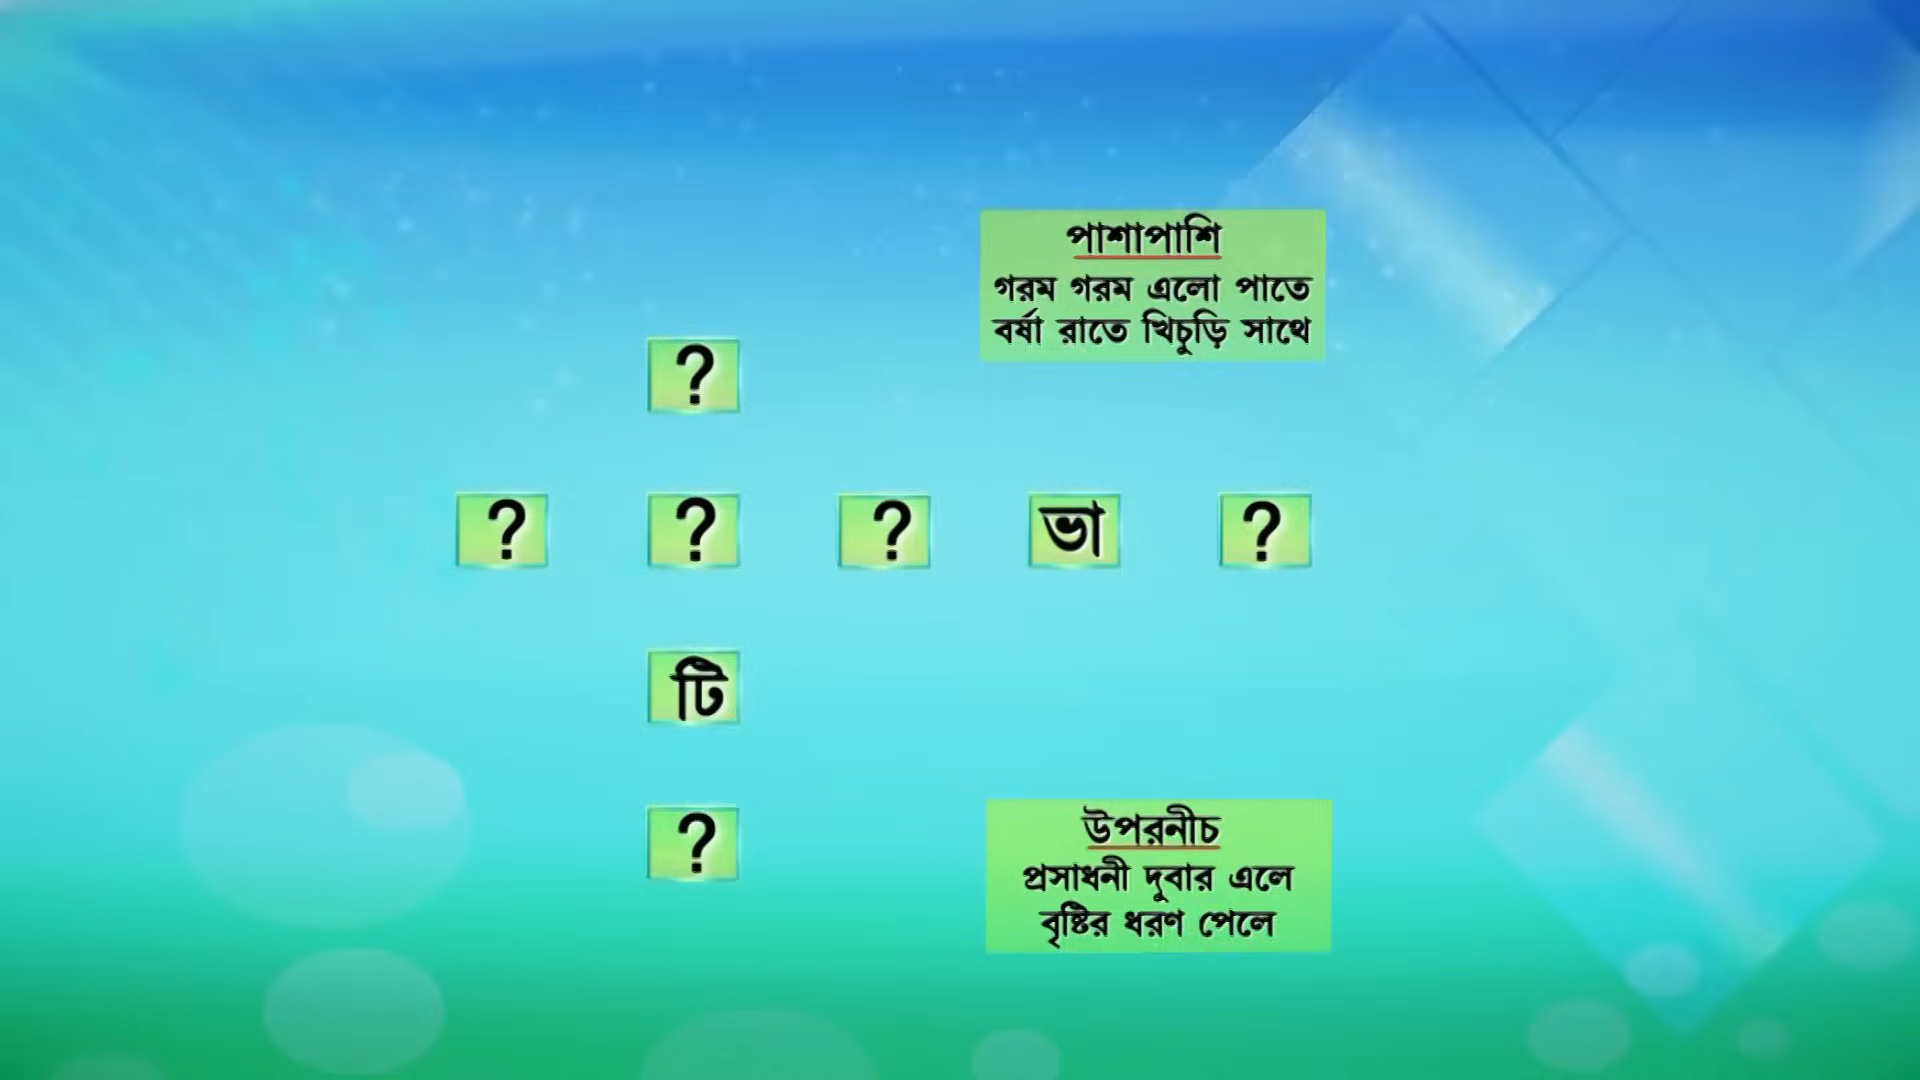 পাশাপাশি
গরম গরম এলো পাতে
বর্ষা রাতে খিচুড়ি সাথে
?
? ? ? ভা ?
টি
?
উপরনীচ
প্রসাধনী দুবার এলে
বৃষ্টির ধরণ পেলে